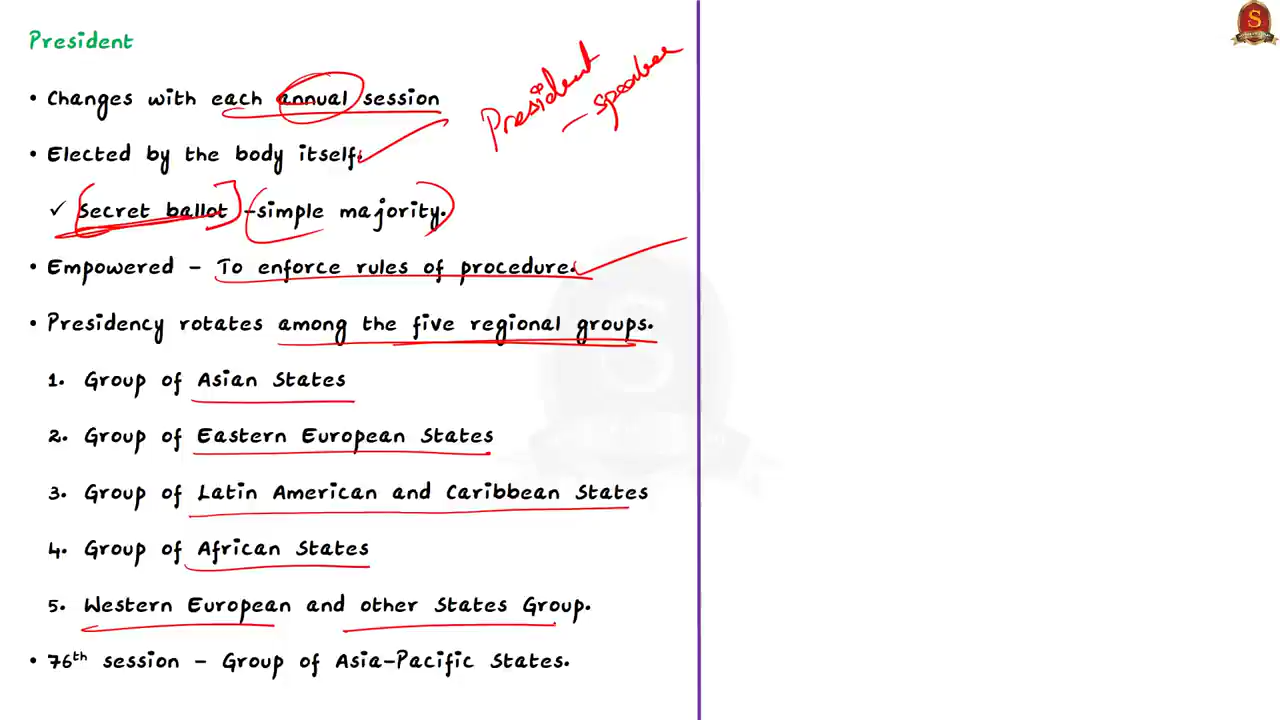 President
• Changes with each annual session
• Elected by the body itself.
✓ Secret ballot - simple majority.
• Empowered - To enforce rules of procedure.
• Presidency rotates among the five regional groups.
1. Group of Asian States
2. Group of Eastern European States
3. Group of Latin American and Caribbean States
4. Group of African States
5. Western European and other States Group.
• 76th session - Group of Asia-Pacific States.
President
- speaker
S